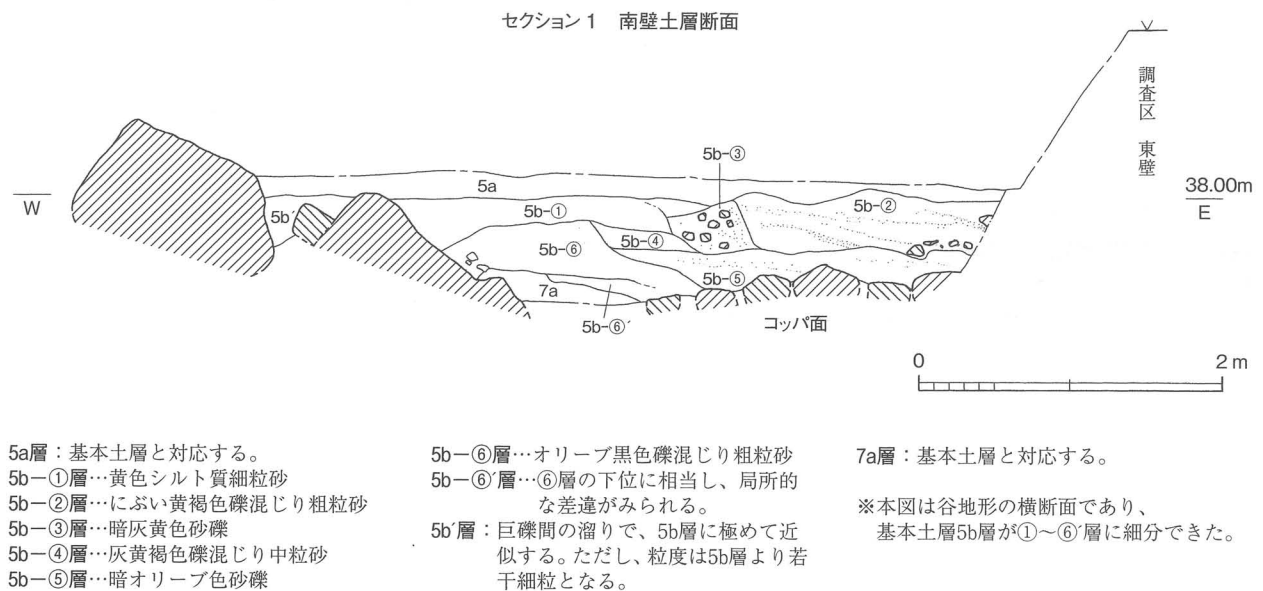 セクション 1　南壁土層断面
調査区　東壁
5b-③
5a
38.00m
W
E
5b´
5b-①
5b-②
5b-④
5b-⑥
5b-⑤
7a
5b-⑥´
コッパ面
0
2 m
5a層：基本土層と対応する。
5b－①層…黄色シルト質細粒砂
5b－②層…にぶい黄褐色礫混じり粗粒砂
5b－③層…暗灰黄色砂礫
5b－④層…灰黄褐色礫混じり中粒砂
5b－⑤層…暗オリーブ色砂礫
5b－⑥層…オリーブ黒色礫混じり粗粒砂
5b－⑥´層…⑥層の下位に相当し、局所的
な差違がみられる。
5b´層：巨礫間の溜りで、5b層に極めて近
似する。ただし、粒度は5b層より若
干細粒となる。
7a層：基本土層と対応する。
※本図は谷地形の横断面であり、
基本土層5b層が①～⑥´層に細分できた。